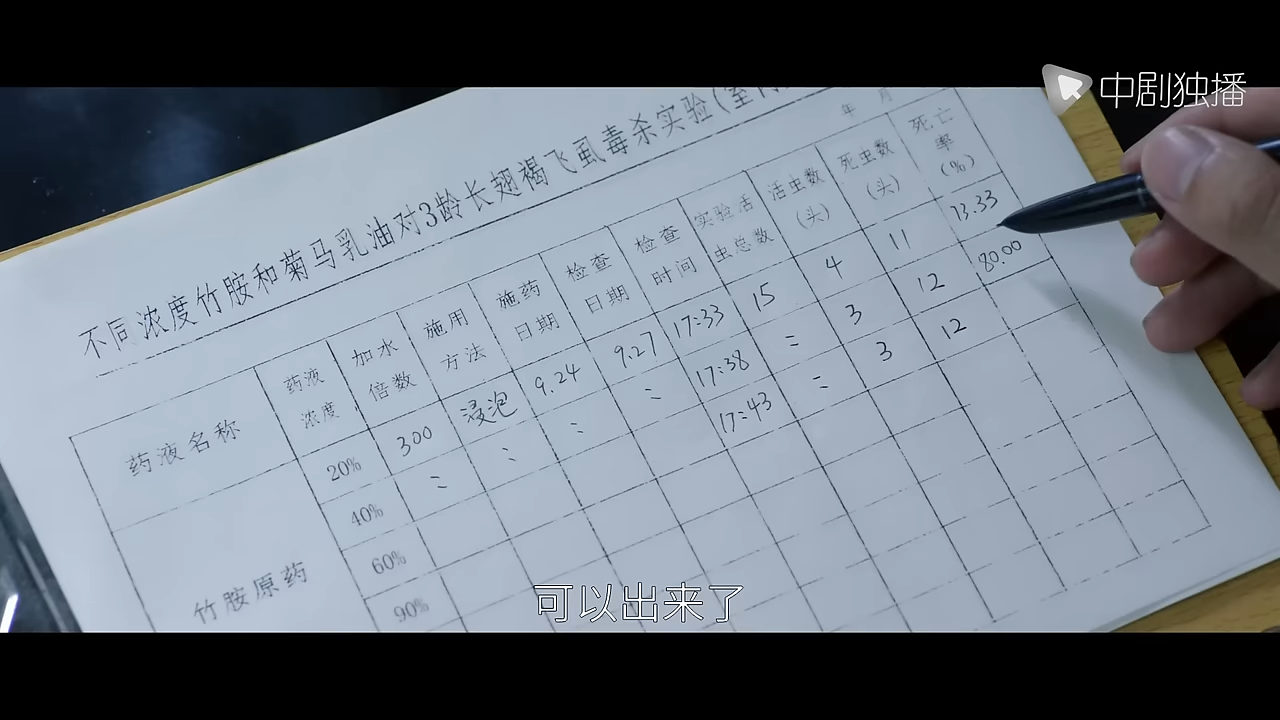 中剧独播
不同浓度竹胺和菊马乳油对3龄长翅褐飞虱毒杀实验(室内
年 月
药液名称 药液浓度 加水倍数 施用方法 施药日期 检查日期 检查时间 实验活虫总数 活虫数(头) 死虫数(头) 死亡率(%)
竹胺原药
20% 300 浸泡 9.24 9.27 17:33 15 4 11 73.33
40% 〃 〃 〃 〃 17:38 〃 3 12 80.00
60% 17:43 〃 3 12
90%
可以出来了